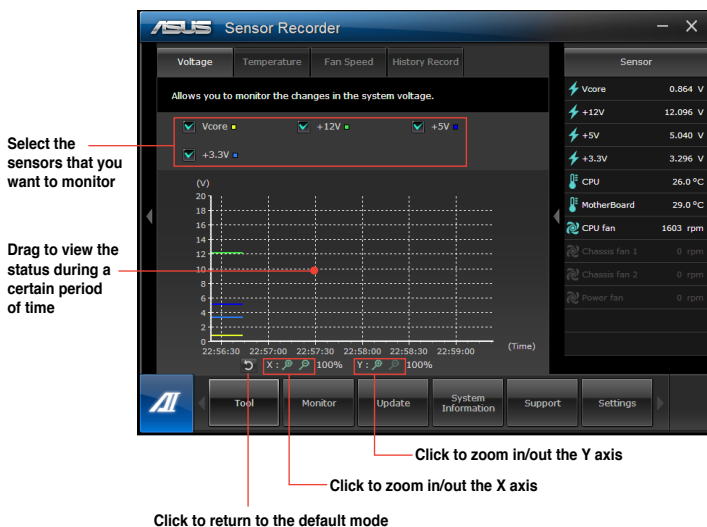 ASUS Sensor Recorder
Voltage
Temperature
Fan Speed
History Record
Allows you to monitor the changes in the system voltage.
Vcore
+12V
+5V
+3.3V
Select the
sensors that you
want to monitor
Drag to view the
status during a
certain period
of time
(V)
20
18
16
14
12
10
8
6
4
2
0
22:56:30 22:57:00 22:57:30 22:58:00 22:58:30 22:59:00
(Time)
X : 100% Y : 100%
Sensor
Vcore 0.864 V
+12V 12.096 V
+5V 5.040 V
+3.3V 3.296 V
CPU 26.0 ºC
MotherBoard 29.0 ºC
CPU fan 1603 rpm
Chassis fan 1 0 rpm
Chassis fan 2 0 rpm
Power fan 0 rpm
Tool
Monitor
Update
System
Information
Support
Settings
Click to zoom in/out the Y axis
Click to zoom in/out the X axis
Click to return to the default mode